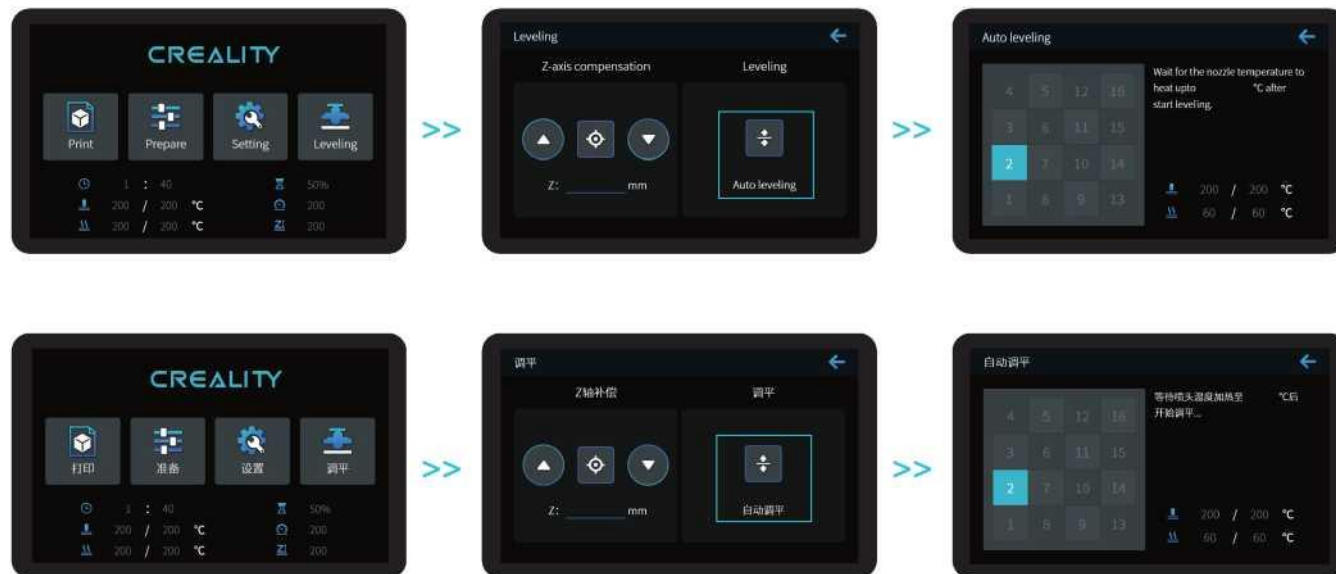 CREALITY
Print Prepare Setting Leveling
1 : 40 50%
200 / 200 °C 200
200 / 200 °C 200
>>
Leveling
Z-axis compensation Leveling
Z: mm Auto leveling
>>
Auto leveling
Wait for the nozzle temperature to
heat upto °C after
start leveling.
4 5 12 16
3 6 11 15
2 7 10 14
1 8 9 13
200 / 200 °C
60 / 60 °C
CREALITY
打印 准备 设置 调平
1 : 40 50%
200 / 200 °C 200
200 / 200 °C 200
>>
调平
Z轴补偿 调平
Z: mm 自动调平
>>
自动调平
等待喷头温度加热至 °C后
开始调平...
4 5 12 16
3 6 11 15
2 7 10 14
1 8 9 13
200 / 200 °C
60 / 60 °C